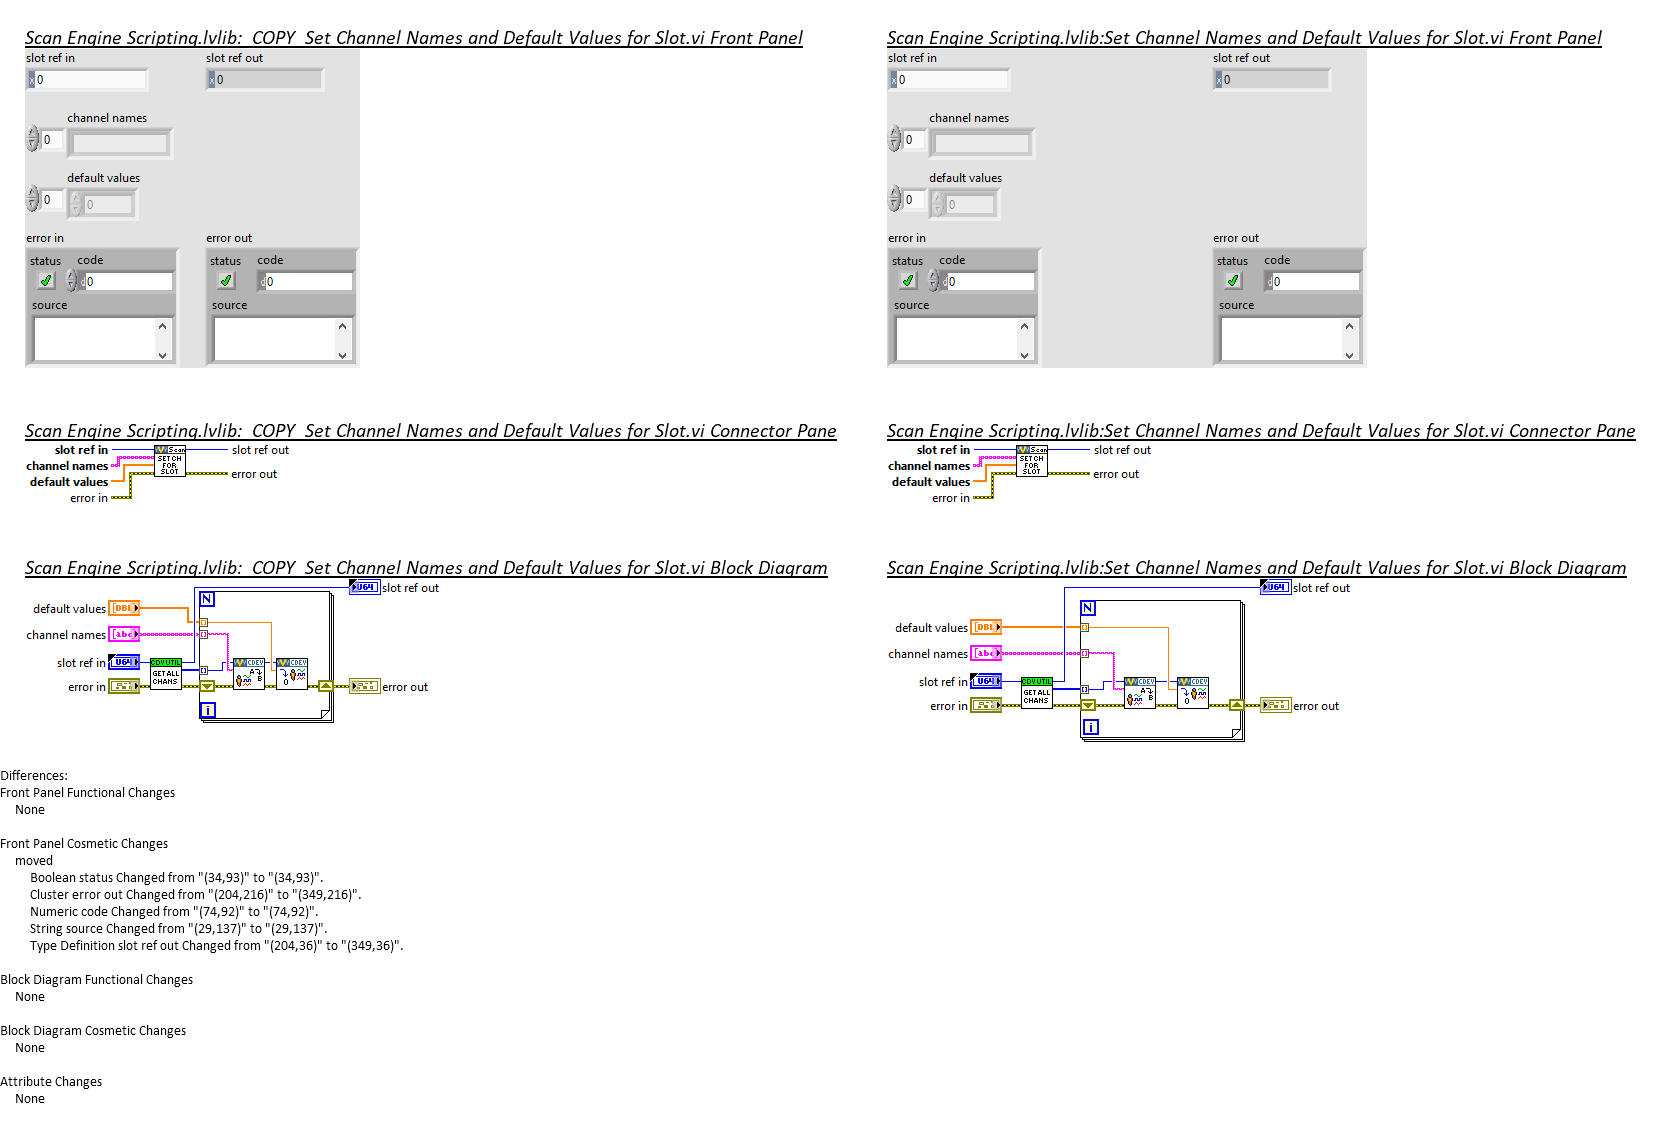 Scan Engine Scripting.lvlib:  COPY  Set Channel Names and Default Values for Slot.vi Front Panel
slot ref in
slot ref out
x 0
x 0
channel names
0
default values
0
0
error in
error out
status
code
status
code
d 0
d 0
source
source
Scan Engine Scripting.lvlib:Set Channel Names and Default Values for Slot.vi Front Panel
slot ref in
slot ref out
x 0
x 0
channel names
0
default values
0
0
error in
error out
status
code
status
code
d 0
d 0
source
source
Scan Engine Scripting.lvlib:  COPY  Set Channel Names and Default Values for Slot.vi Connector Pane
slot ref in
channel names
default values
error in
Scan
SET CH
FOR
SLOT
slot ref out
error out
Scan Engine Scripting.lvlib:Set Channel Names and Default Values for Slot.vi Connector Pane
slot ref in
channel names
default values
error in
Scan
SET CH
FOR
SLOT
slot ref out
error out
Scan Engine Scripting.lvlib:  COPY  Set Channel Names and Default Values for Slot.vi Block Diagram
U64
slot ref out
N
default values
[DBL]
channel names
[abc]
slot ref in
U64
error in
CDV UTIL
GET ALL
CHANS
CDEV
A
B
CDEV
0
error out
i
Scan Engine Scripting.lvlib:Set Channel Names and Default Values for Slot.vi Block Diagram
U64
slot ref out
N
default values
[DBL]
channel names
[abc]
slot ref in
U64
error in
CDV UTIL
GET ALL
CHANS
CDEV
A
B
CDEV
0
error out
i
Differences:
Front Panel Functional Changes
None
Front Panel Cosmetic Changes
moved
Boolean status Changed from "(34,93)" to "(34,93)".
Cluster error out Changed from "(204,216)" to "(349,216)".
Numeric code Changed from "(74,92)" to "(74,92)".
String source Changed from "(29,137)" to "(29,137)".
Type Definition slot ref out Changed from "(204,36)" to "(349,36)".
Block Diagram Functional Changes
None
Block Diagram Cosmetic Changes
None
Attribute Changes
None